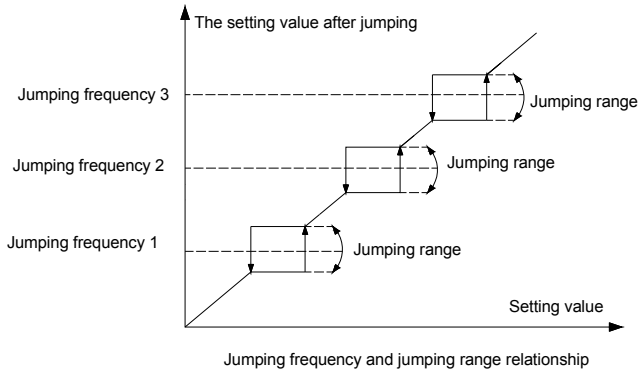 The setting value after jumping
Jumping frequency 3
Jumping range
Jumping frequency 2
Jumping range
Jumping frequency 1
Jumping range
Setting value
Jumping frequency and jumping range relationship